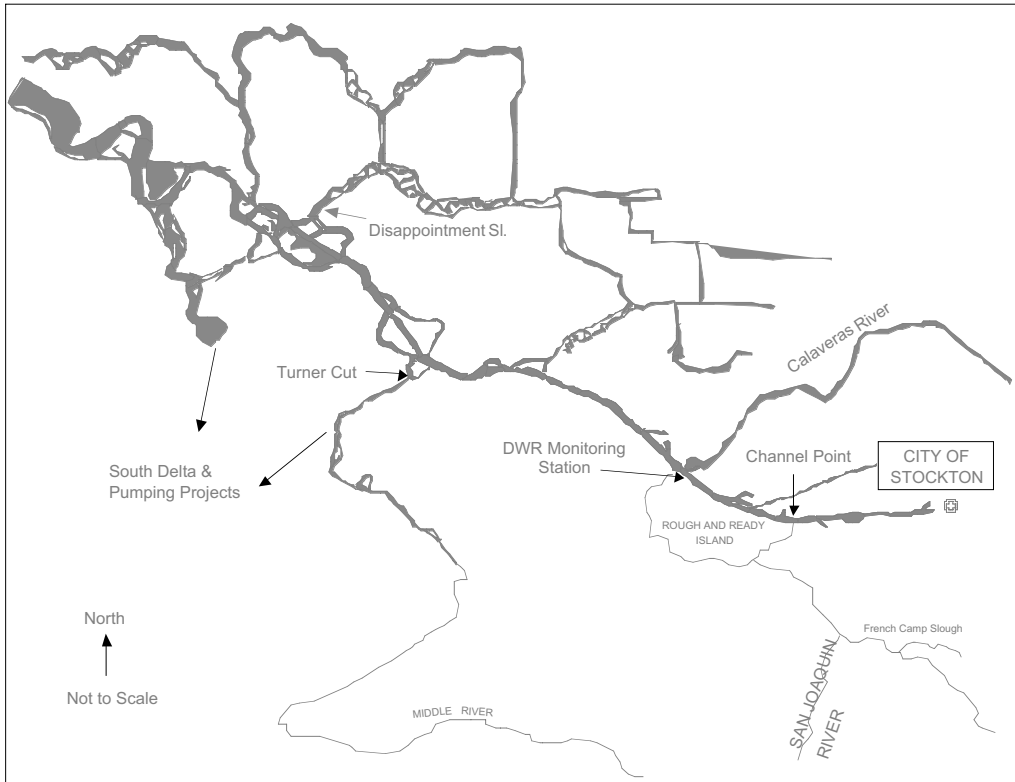 Disappointment Sl.
Calaveras River
Turner Cut
DWR Monitoring
Station
Channel Point
CITY OF
STOCKTON
South Delta &
Pumping Projects
ROUGH AND READY
ISLAND
North
Not to Scale
French Camp Slough
SAN JOAQUIN
RIVER
MIDDLE RIVER